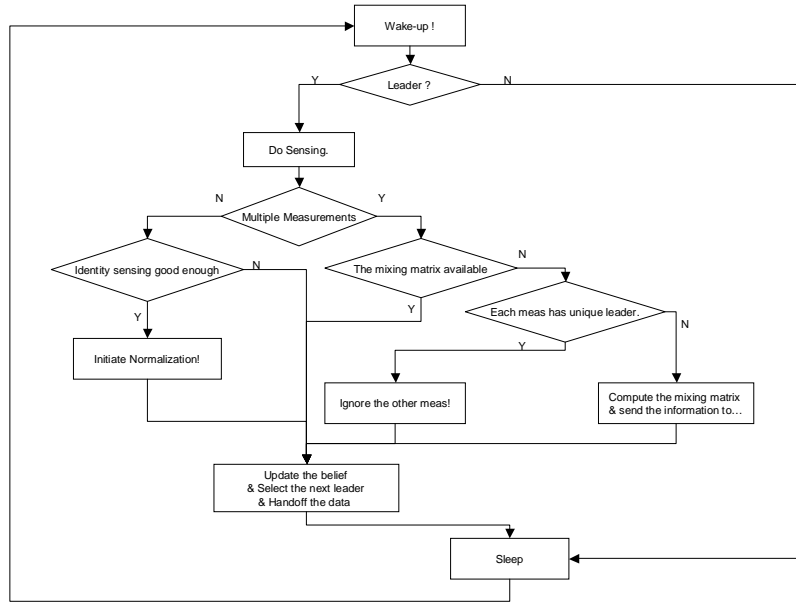 Wake-up !
Leader ?
Y
N
Do Sensing.
N
Y
Multiple Measurements
Identity sensing good enough
N
The mixing matrix available
N
Y
Y
Each meas has unique leader.
N
Y
Initiate Normalization!
Ignore the other meas!
Compute the mixing matrix
& send the information to…
Update the belief
& Select the next leader
& Handoff the data
Sleep